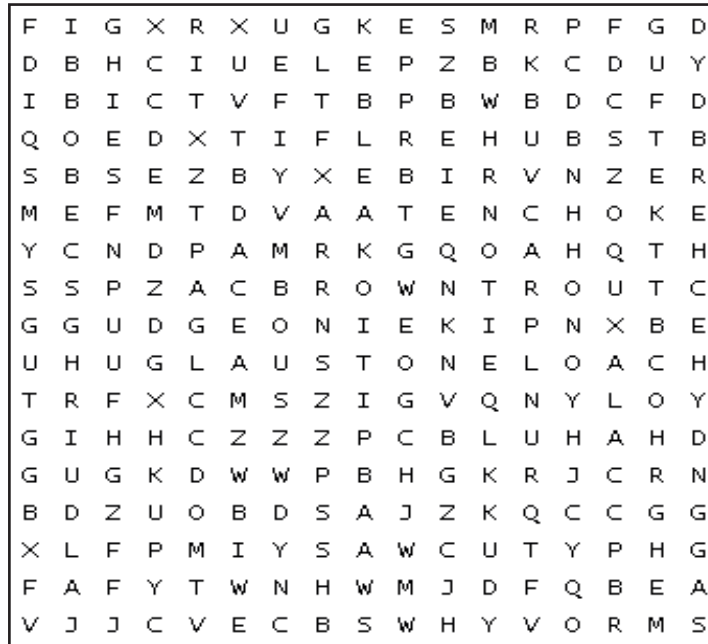 F I G X R X U G K E S M R P F G D
D B H C I U E L E P Z B K C D U Y
I B I C T V F T B P B W B D C F D
Q O E D X T I F L R E H U B S T B
S B S E Z B Y X E B I R V N Z E R
M E F M T D V A A T E N C H O K E
Y C N D P A M R K G Q O A H Q T H
S S P Z A C B R O W N T R O U T C
G G U D G E O N I E K I P N X B E
U H U G L A U S T O N E L O A C H
T R F X C M S Z I G V Q N Y L O Y
G I H H C Z Z Z P C B L U H A H D
G U G K D W W P B H G K R J C R N
B D Z U O B D S A J Z K Q C C G G
X L F P M I Y S A W C U T Y P H G
F A F Y T W N H W M J D F Q B E A
V J J C V E C B S W H Y V O R M S